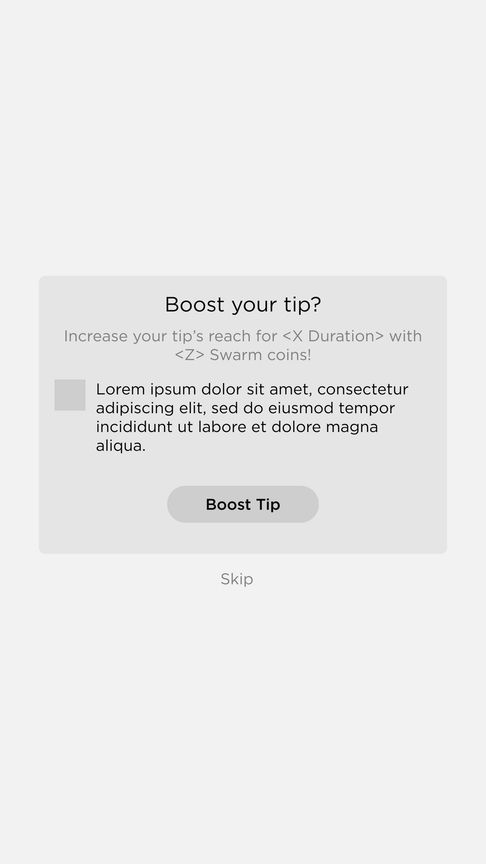 Boost your tip?
Increase your tip's reach for <X Duration> with
<Z> Swarm coins!
Lorem ipsum dolor sit amet, consectetur
adipiscing elit, sed do eiusmod tempor
incididunt ut labore et dolore magna
aliqua.
Boost Tip
Skip